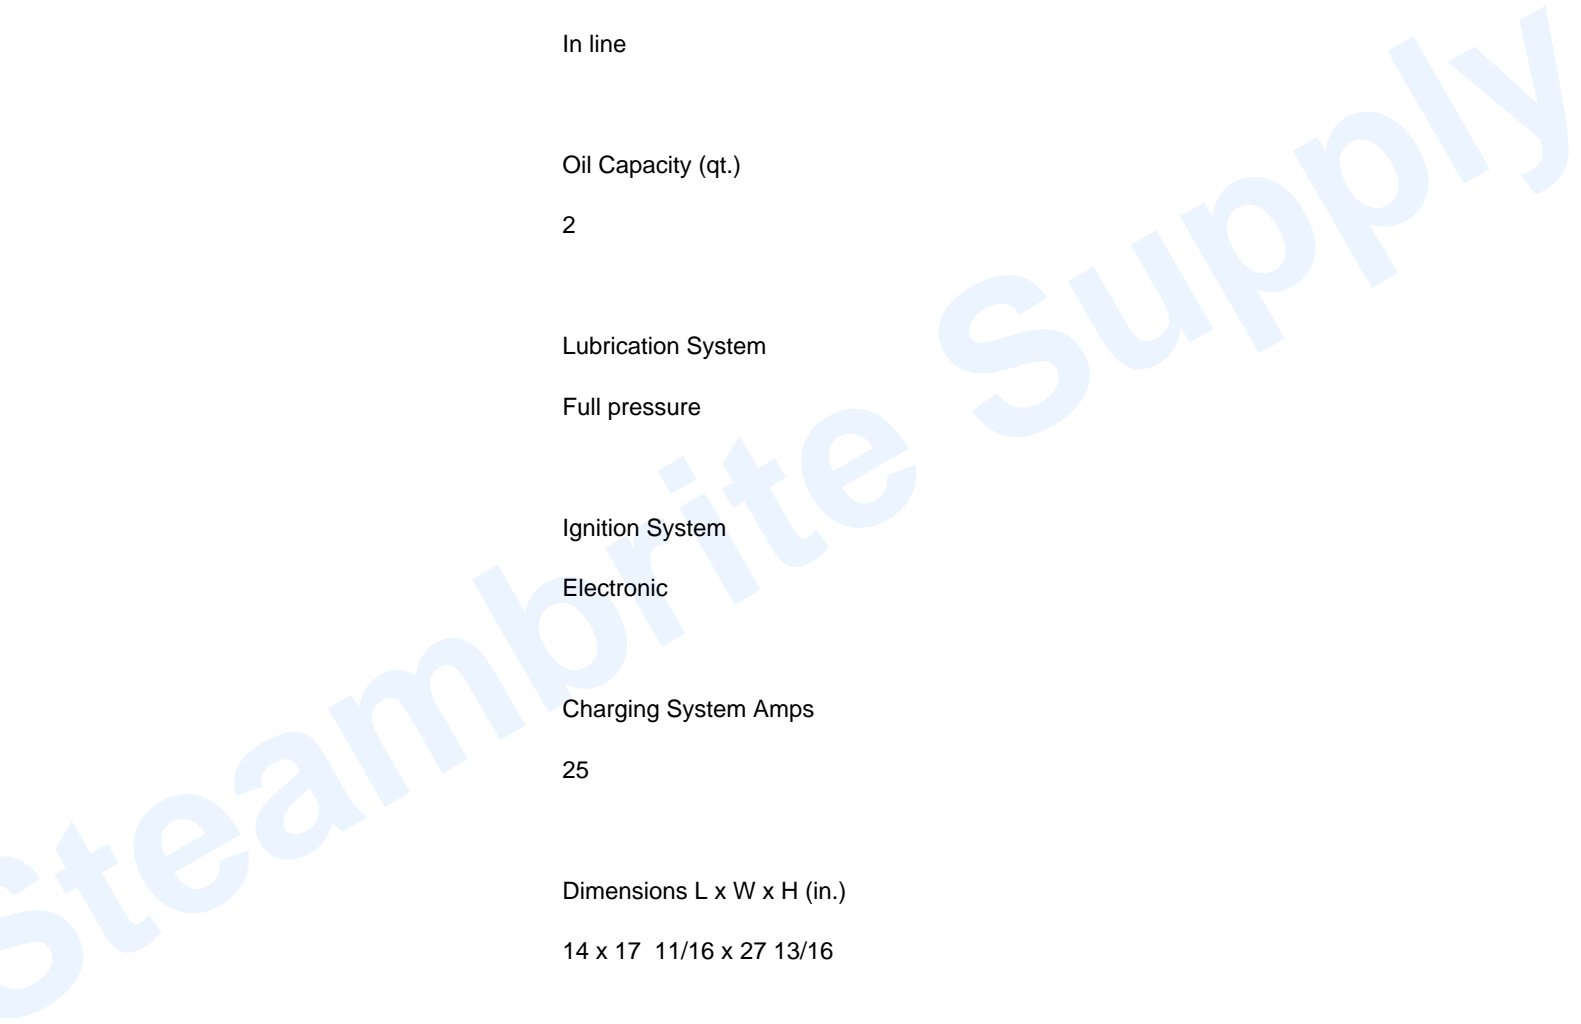 In line
Oil Capacity (qt.)
2
Lubrication System
Full pressure
Ignition System
Electronic
Charging System Amps
25
Dimensions L x W x H (in.)
14 x 17  11/16 x 27 13/16
Steambrite Supply